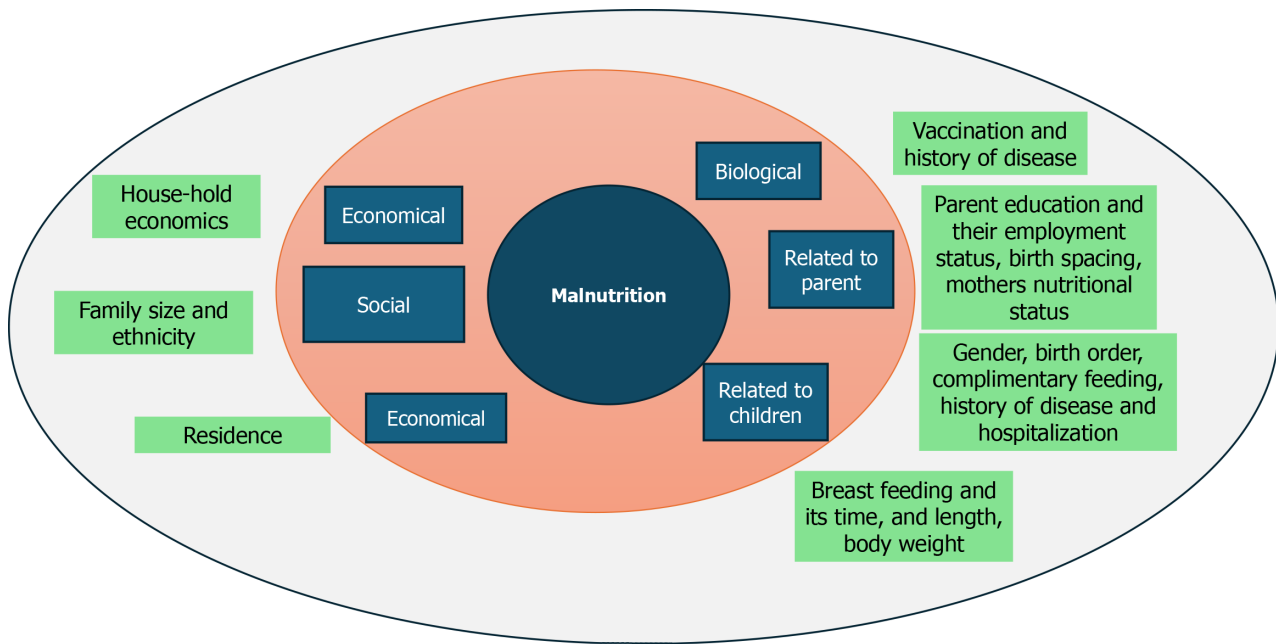 House-hold
economics
Family size and
ethnicity
Residence
Economical
Social
Economical
Malnutrition
Biological
Related to
parent
Related to
children
Vaccination and
history of disease
Parent education and
their employment
status, birth spacing,
mothers nutritional
status
Gender, birth order,
complimentary feeding,
history of disease and
hospitalization
Breast feeding and
its time, and length,
body weight